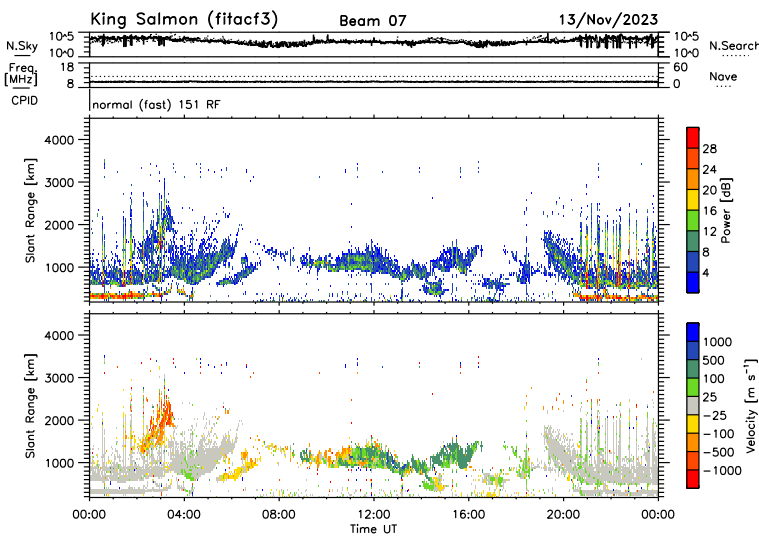 King Salmon (fitacf3) Beam 07 13/Nov/2023
N.Sky 10^5 10^0 10^5 10^0 N.Search
Freq [MHz] 18 8 60 0 Nave
CPID normal (fast) 151 RF
Slant Range [km] 4000 3000 2000 1000
Power [dB] 28 24 20 16 12 8 4
Slant Range [km] 4000 3000 2000 1000
Velocity [m s⁻¹] 1000 500 100 25 −25 −100 −500 −1000
00:00 04:00 08:00 12:00 16:00 20:00 00:00
Time UT